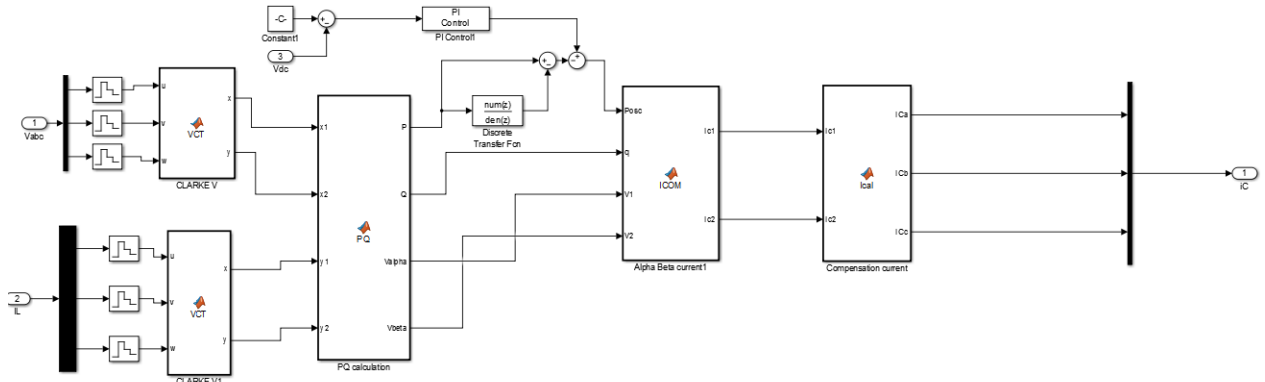 -C-
Constant1
+
-
PI
Control
PI Control1
3
Vdc
1
Vabc
u
v
w
VCT
x
y
CLARKE V
x1
x2
y1
y2
PQ
P
Q
Valpha
Vbeta
PQ calculation
num(z)
den(z)
Discrete
Transfer Fcn
+
-
-
+
Posc
q
V1
V2
ICOM
Ic1
Ic2
Alpha Beta current1
Ic1
Ic2
Ical
ICa
ICb
ICc
Compensation current
1
iC
2
IL
u
v
w
VCT
x
y
CLARKE V1